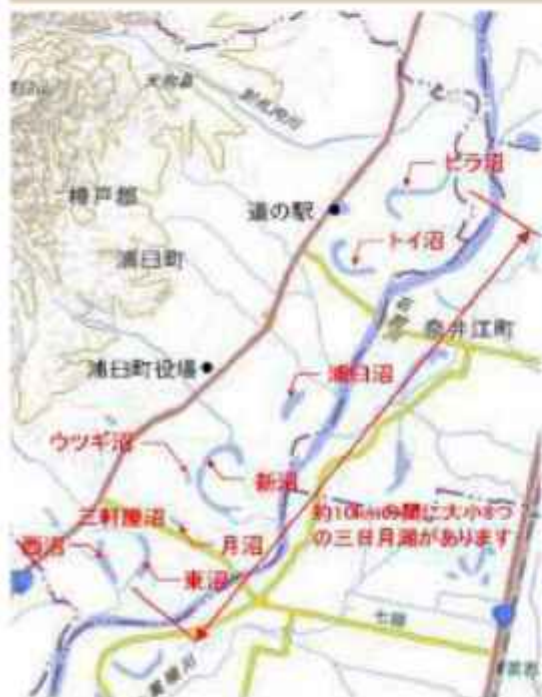 ピラ沼
樺戸郡
道の駅
トイ沼
浦臼町
奈井江町
浦臼町役場
浦臼沼
ウツギ沼
新沼
三軒屋沼
月沼
西沼
東沼
約10kmの間に大小8つ
の三日月湖があります